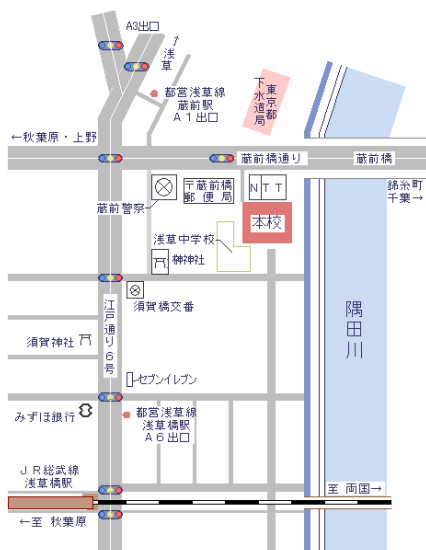 A3出口
↑
浅草
都営浅草線
蔵前駅
A1出口
東京都
下水道局
←秋葉原・上野
蔵前橋通り
蔵前橋
錦糸町
千葉→
蔵前警察
〒蔵前橋
郵便局
NTT
本校
浅草中学校
榊神社
須賀橋交番
江戸通り6号
須賀神社
隅田川
セブンイレブン
みずほ銀行
都営浅草線
浅草橋駅
A6出口
JR総武線
浅草橋駅
至 両国→
←至 秋葉原